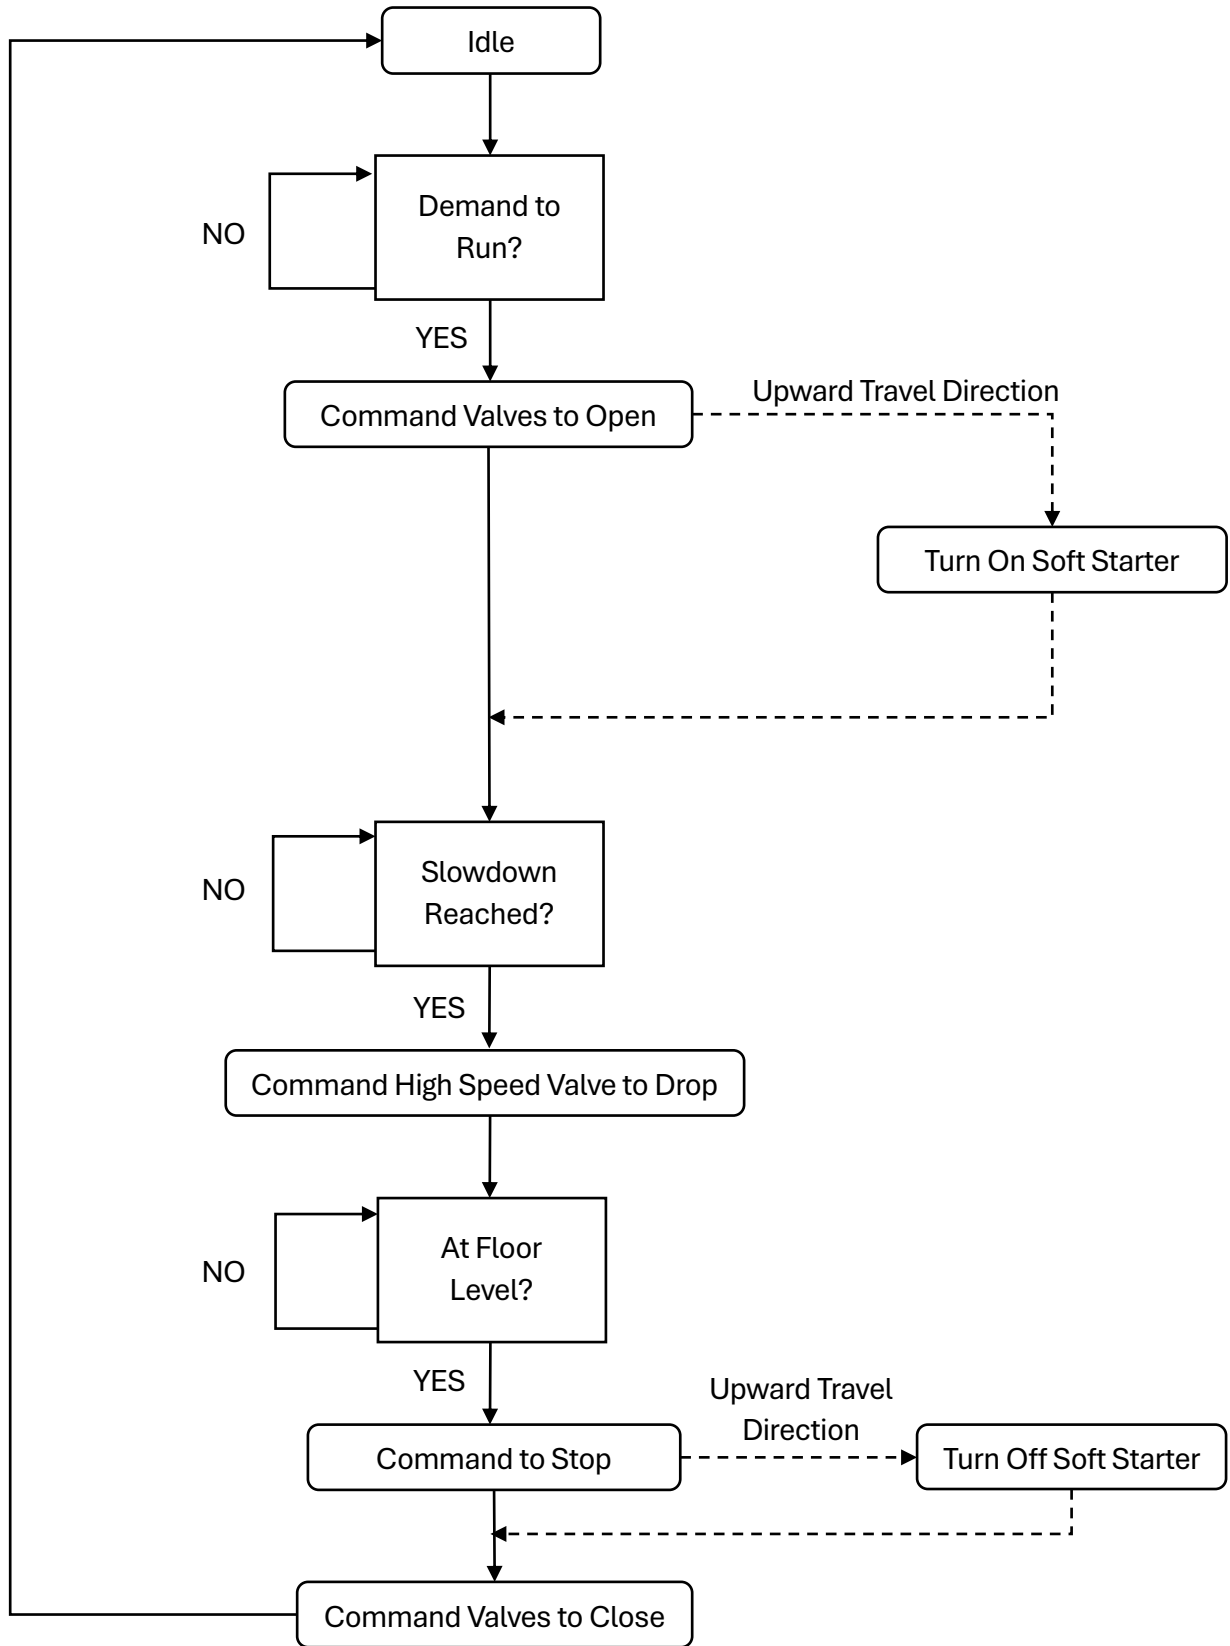 Idle
Demand to
Run?
NO
YES
Command Valves to Open
Upward Travel Direction
Turn On Soft Starter
Slowdown
Reached?
NO
YES
Command High Speed Valve to Drop
At Floor
Level?
NO
YES
Upward Travel
Direction
Command to Stop
Turn Off Soft Starter
Command Valves to Close